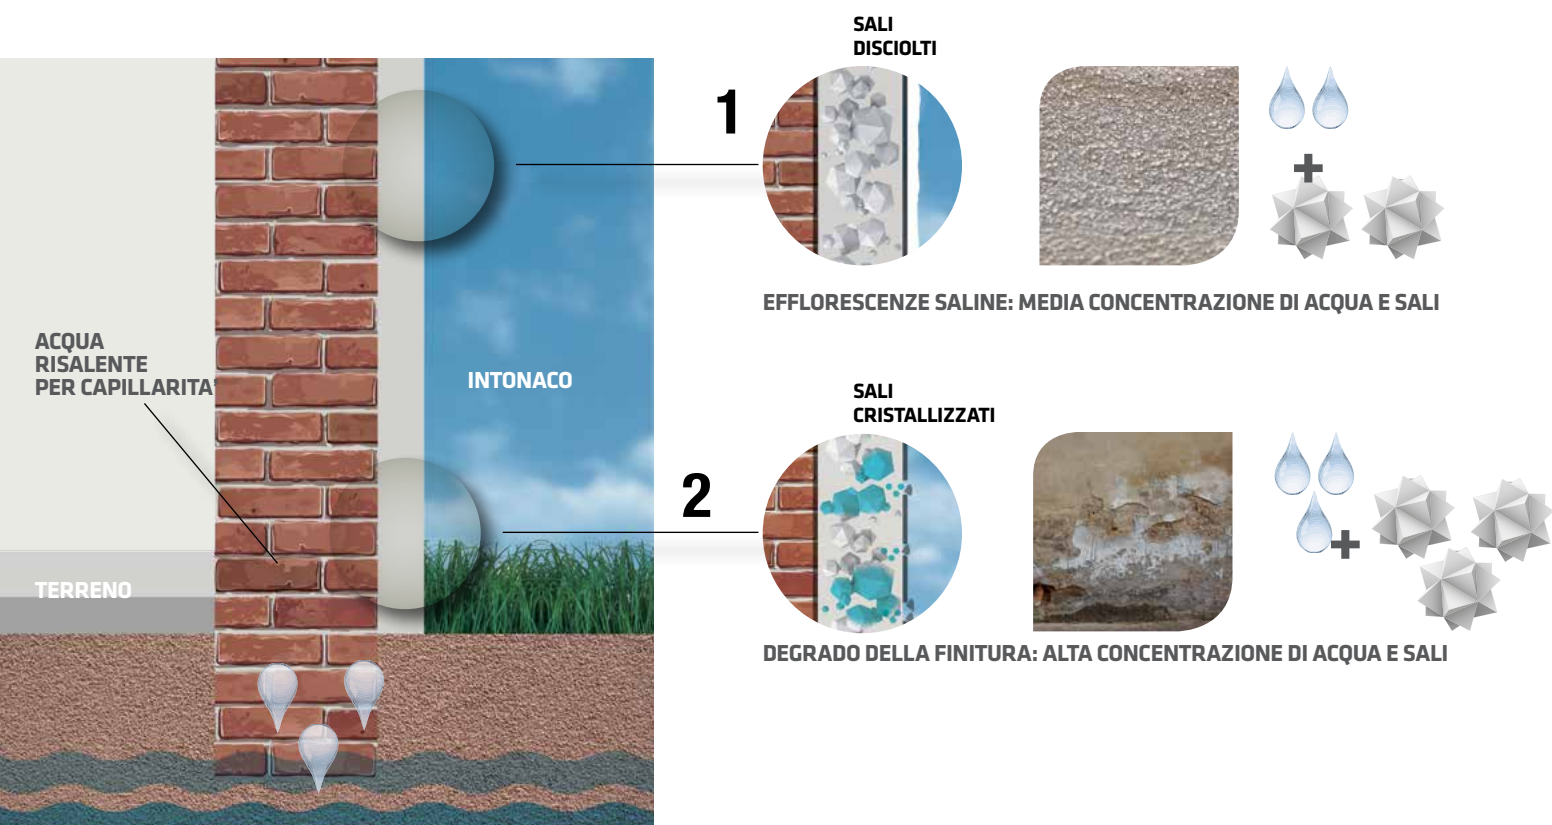 SALI
DISCIOLTI
1
EFFLORESCENZE SALINE: MEDIA CONCENTRAZIONE DI ACQUA E SALI
ACQUA
RISALENTE
PER CAPILLARITA'
INTONACO
SALI
CRISTALLIZZATI
2
TERRENO
DEGRADO DELLA FINITURA: ALTA CONCENTRAZIONE DI ACQUA E SALI